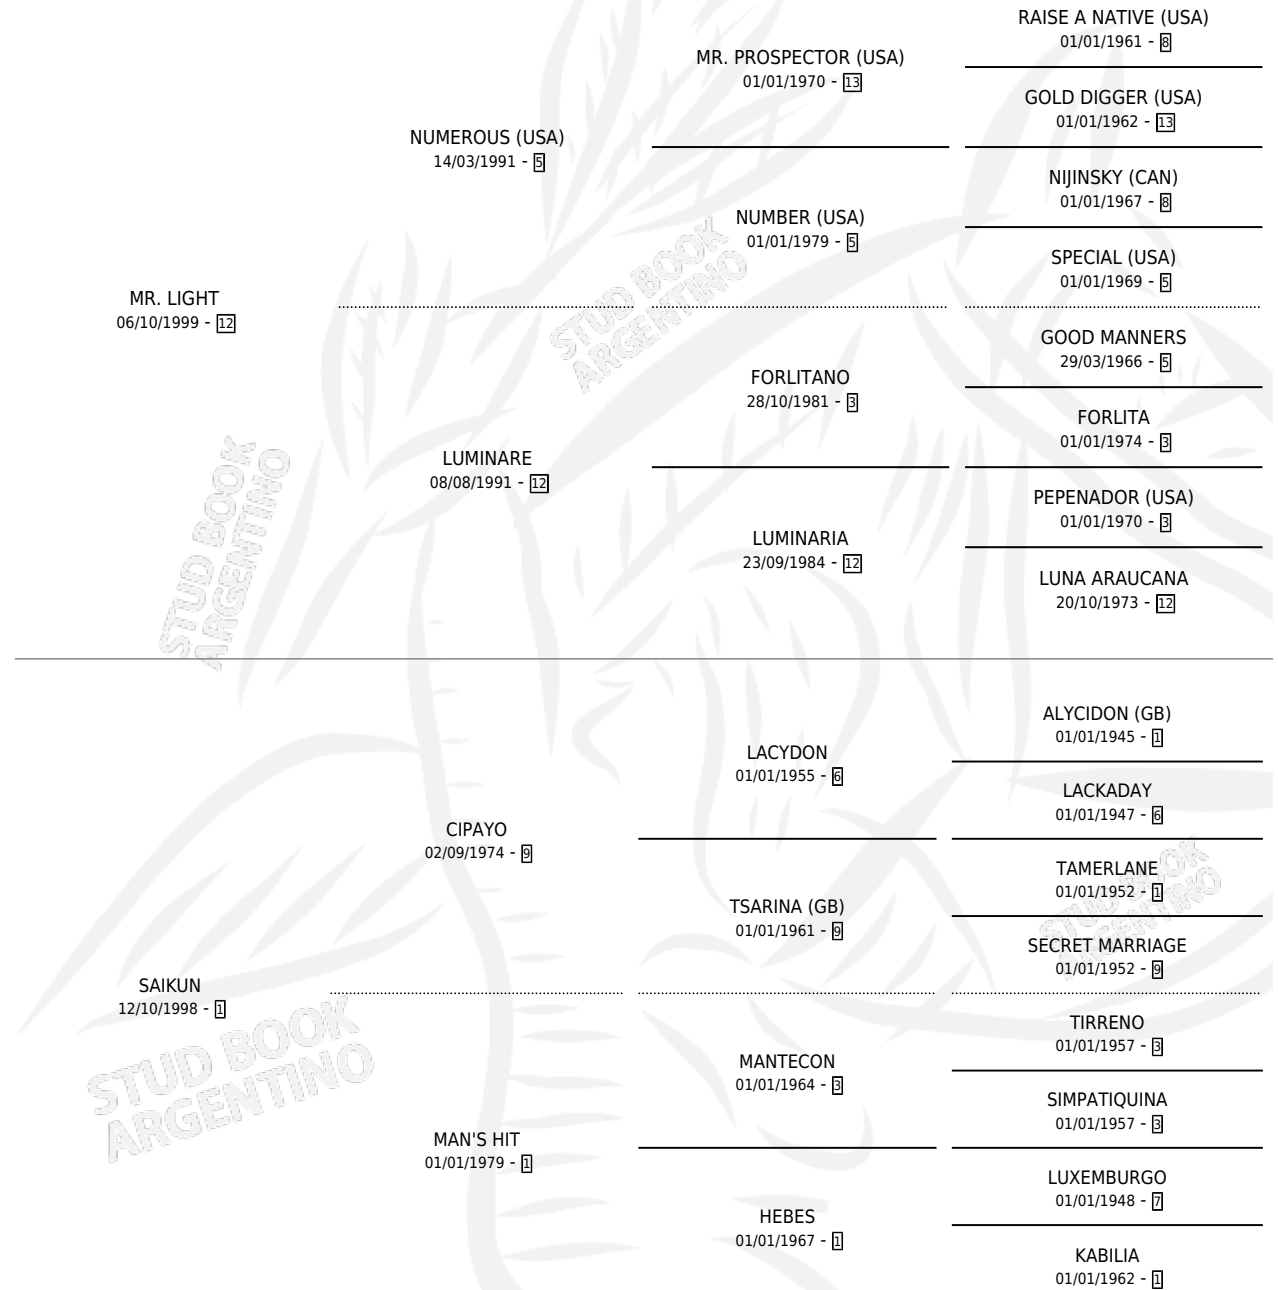 RAISE A NATIVE (USA)
01/01/1961 - 8
MR. PROSPECTOR (USA)
01/01/1970 - 13
GOLD DIGGER (USA)
01/01/1962 - 13
NUMEROUS (USA)
14/03/1991 - 5
NIJINSKY (CAN)
01/01/1967 - 8
NUMBER (USA)
01/01/1979 - 5
SPECIAL (USA)
01/01/1969 - 5
MR. LIGHT
06/10/1999 - 12
GOOD MANNERS
29/03/1966 - 5
FORLITANO
28/10/1981 - 3
FORLITA
01/01/1974 - 3
LUMINARE
08/08/1991 - 12
PEPENADOR (USA)
01/01/1970 - 3
LUMINARIA
23/09/1984 - 12
LUNA ARAUCANA
20/10/1973 - 12
STUD BOOK
ARGENTINO
STUD BOOK
ARGENTINO
ALYCIDON (GB)
01/01/1945 - 1
LACYDON
01/01/1955 - 6
LACKADAY
01/01/1947 - 6
CIPAYO
02/09/1974 - 9
TAMERLANE
01/01/1952 - 1
TSARINA (GB)
01/01/1961 - 9
SECRET MARRIAGE
01/01/1952 - 9
SAIKUN
12/10/1998 - 1
TIRRENO
01/01/1957 - 3
MANTECON
01/01/1964 - 3
SIMPATIQUINA
01/01/1957 - 3
MAN'S HIT
01/01/1979 - 1
LUXEMBURGO
01/01/1948 - 7
HEBES
01/01/1967 - 1
KABILIA
01/01/1962 - 1
STUD BOOK
ARGENTINO
STUD BOOK
ARGENTINO